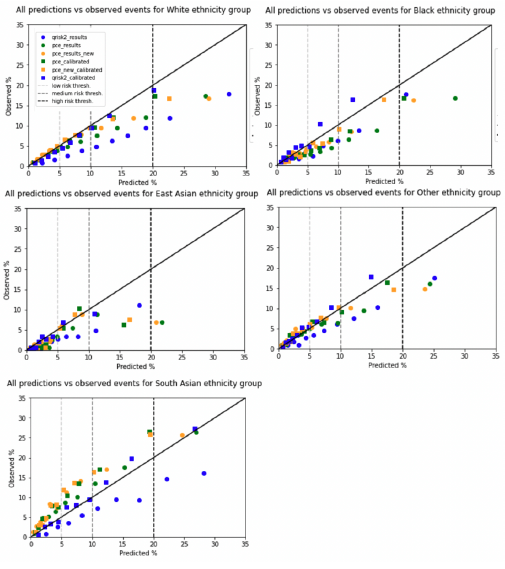 All predictions vs observed events for White ethnicity group
Observed %
35
30
25
20
15
10
5
0
qrisk2_results
pce_results
pce_results_new
pce_calibrated
pce_new_calibrated
qrisk2_calibrated
low risk thresh.
medium risk thresh.
high risk thresh.
0 5 10 15 20 25 30 35
Predicted %
All predictions vs observed events for Black ethnicity group
Observed %
35
30
25
20
15
10
5
0
0 5 10 15 20 25 30 35
Predicted %
All predictions vs observed events for East Asian ethnicity group
Observed %
35
30
25
20
15
10
5
0
0 5 10 15 20 25 30 35
Predicted %
All predictions vs observed events for Other ethnicity group
Observed %
35
30
25
20
15
10
5
0
0 5 10 15 20 25 30 35
Predicted %
All predictions vs observed events for South Asian ethnicity group
Observed %
35
30
25
20
15
10
5
0
0 5 10 15 20 25 30 35
Predicted %